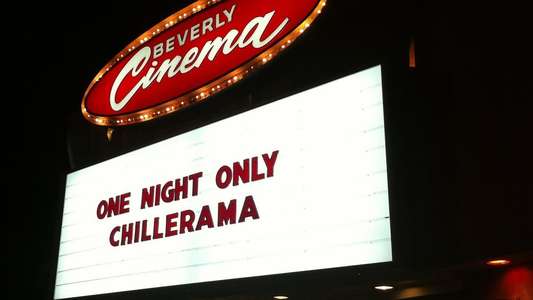 BEVERLY
Cinema
ONE NIGHT ONLY
CHILLERAMA